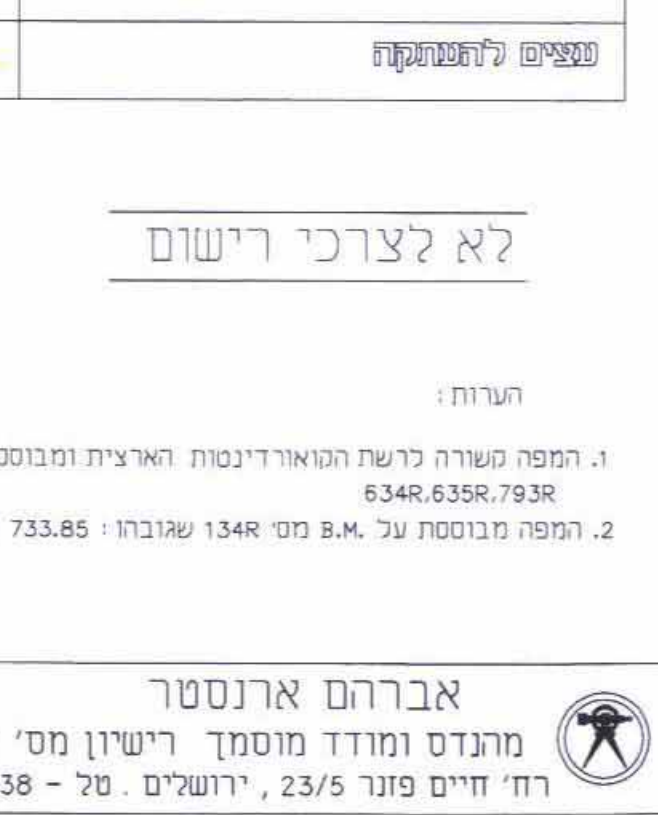 עצים להעתקה
לא לצרכי רישום
הערות :
1. המפה קשורה לרשת הקואורדינטות הארצית
634R,635R,793R
2. המפה מבוססת על B.M. מס' 134R שגובהו : 733.85
אברהם ארנסטר
מהנדס ומודד מוסמך רישיון מס'
רח' חיים פזנר 23/5 , ירושלים . טל - 38